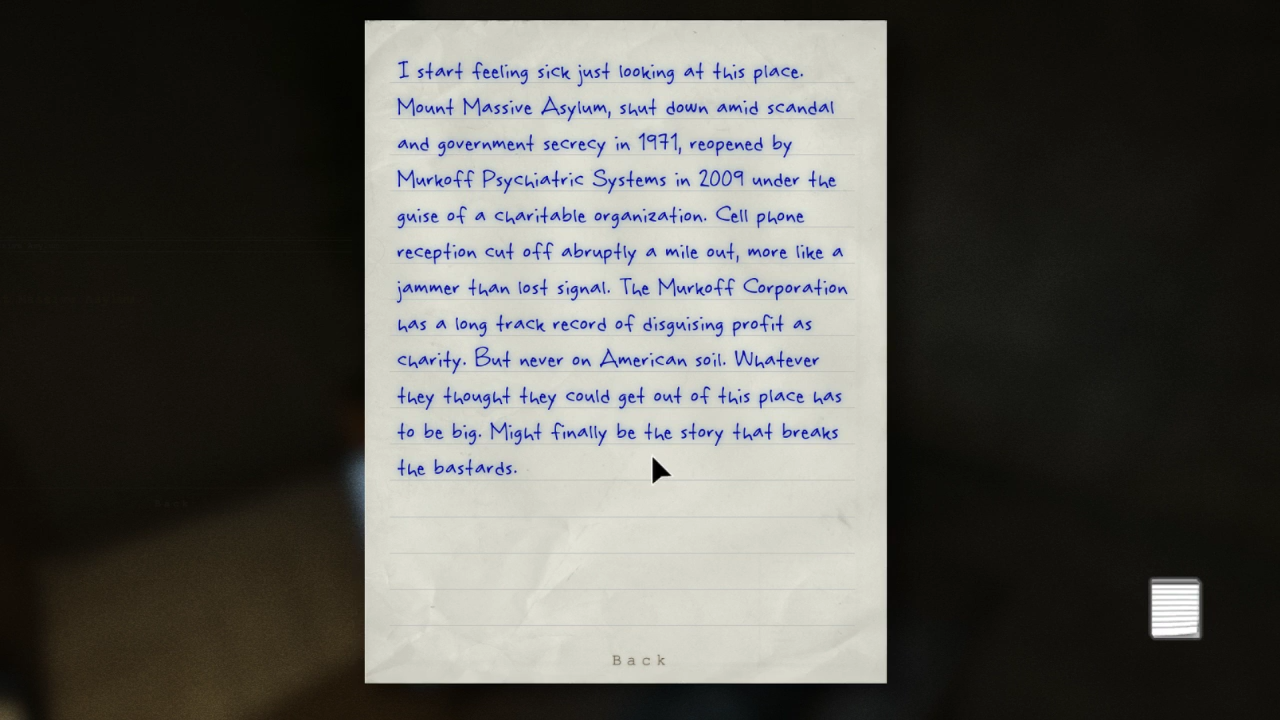 I start feeling sick just looking at this place.
Mount Massive Asylum, shut down amid scandal
and government secrecy in 1971, reopened by
Murkoff Psychiatric Systems in 2009 under the
guise of a charitable organization. Cell phone
reception cut off abruptly a mile out, more like a
jammer than lost signal. The Murkoff Corporation
has a long track record of disguising profit as
charity. But never on American soil. Whatever
they thought they could get out of this place has
to be big. Might finally be the story that breaks
the bastards.
Back